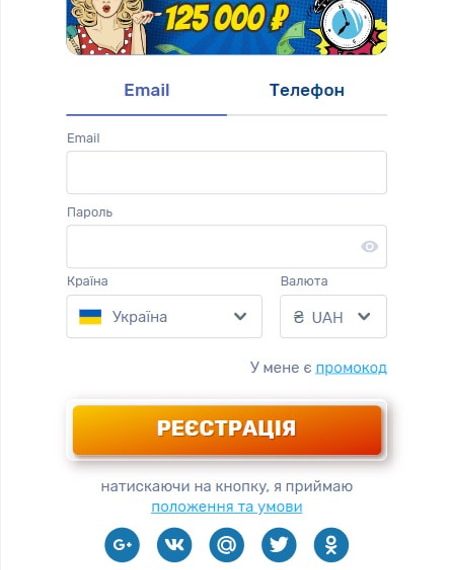 125 000 ₽
Email
Телефон
Email
Пароль
Країна
Валюта
Україна
₴ UAH
У мене є промокод
РЕЄСТРАЦІЯ
натискаючи на кнопку, я приймаю
положення та умови